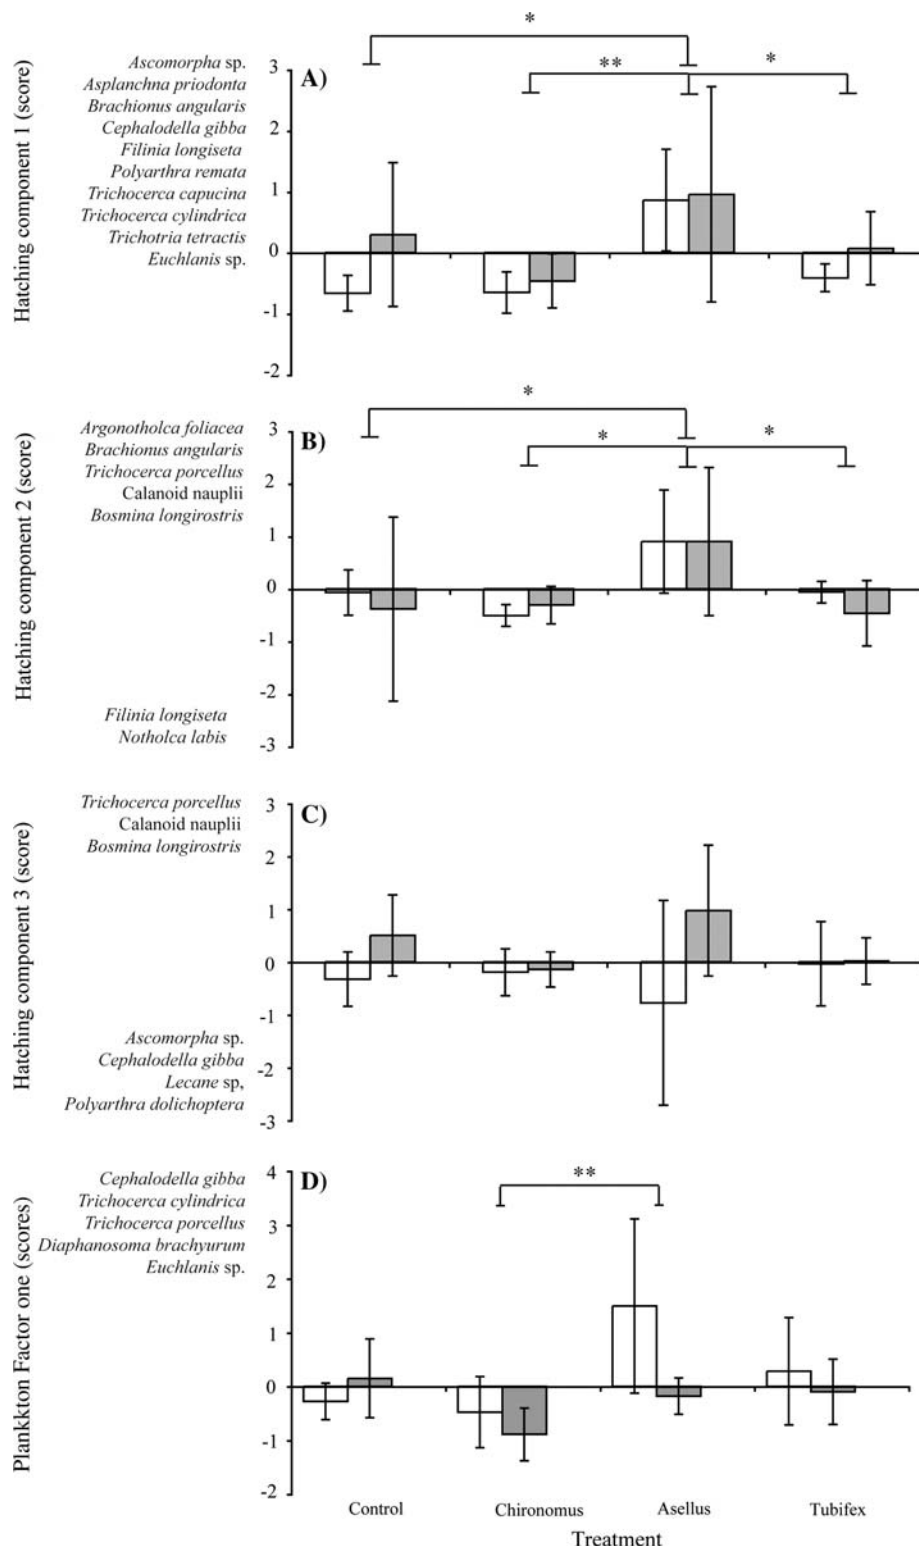 *
Hatching component 1 (score)
Ascomorpha sp.
Asplanchna priodonta
Brachionus angularis
Cephalodella gibba
Filinia longiseta
Polyarthra remata
Trichocerca capucina
Trichocerca cylindrica
Trichotria tetractis
Euchlanis sp.
A)
** *
3
2
1
0
-1
-2
*
Hatching component 2 (score)
Argonotholca foliacea
Brachionus angularis
Trichocerca porcellus
Calanoid nauplii
Bosmina longirostris
Filinia longiseta
Notholca labis
B)
* *
3
2
1
0
-1
-2
-3
Hatching component 3 (score)
Trichocerca porcellus
Calanoid nauplii
Bosmina longirostris
Ascomorpha sp.
Cephalodella gibba
Lecane sp,
Polyarthra dolichoptera
C)
3
2
1
0
-1
-2
-3
Plankkton Factor one (scores)
Cephalodella gibba
Trichocerca cylindrica
Trichocerca porcellus
Diaphanosoma brachyurum
Euchlanis sp.
D)
**
4
3
2
1
0
-1
-2
Control Chironomus Asellus Tubifex
Treatment